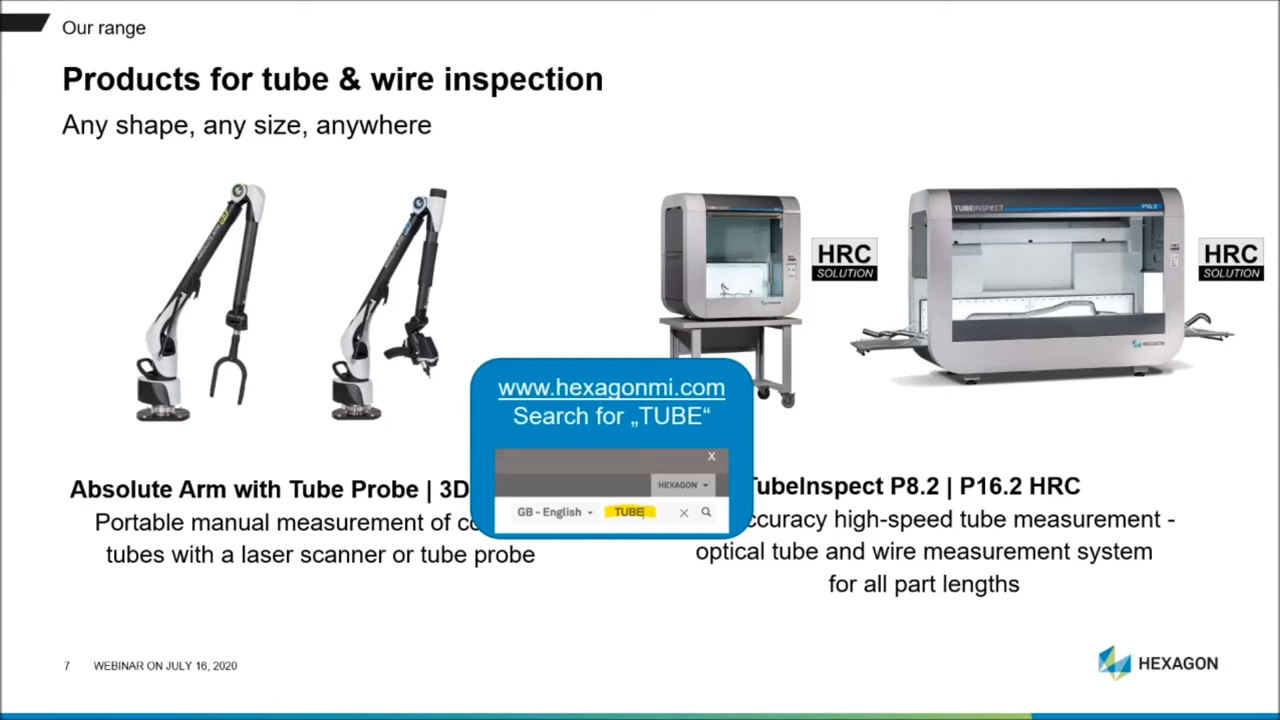 Our range
Products for tube & wire inspection
Any shape, any size, anywhere
TUBEINSPECT
P16.2
HRC
SOLUTION
HRC
SOLUTION
HEXAGON
www.hexagonmi.com
Search for „TUBE“
X
HEXAGON
GB - English
TUBE
Absolute Arm with Tube Probe | 3D
Portable manual measurement of
tubes with a laser scanner or tube probe
TubeInspect P8.2 | P16.2 HRC
high-speed tube measurement -
optical tube and wire measurement system
for all part lengths
7 WEBINAR ON JULY 16, 2020
HEXAGON